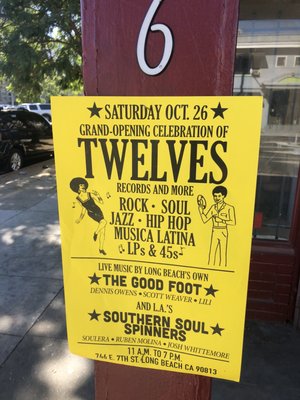 6
★ SATURDAY OCT. 26 ★
GRAND-OPENING CELEBRATION OF
TWELVES
RECORDS AND MORE
ROCK · SOUL
JAZZ · HIP HOP
MUSICA LATINA
LPs & 45s
LIVE MUSIC BY LONG BEACH'S OWN
★ THE GOOD FOOT ★
DENNIS OWENS · SCOTT WEAVER · LILI
AND L.A.'S
★ SOUTHERN SOUL
SPINNERS ★
SOULERA · RUBEN MOLINA · JOSH WHITTEMORE
11 A.M. TO 7 P.M.
746 E. 7TH ST. LONG BEACH CA 90813